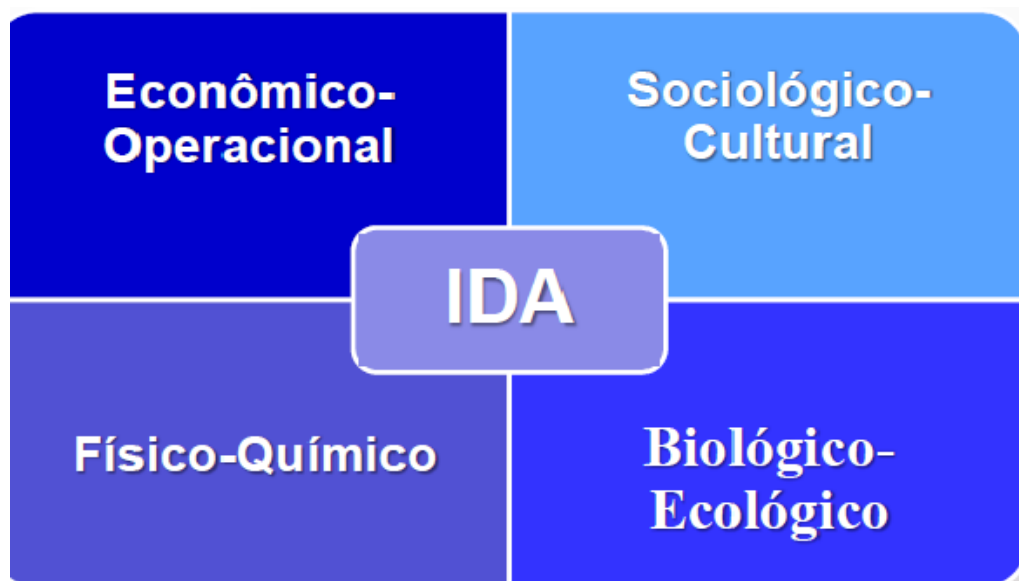 Econômico-
Operacional
Sociológico-
Cultural
IDA
Físico-Químico
Biológico-
Ecológico